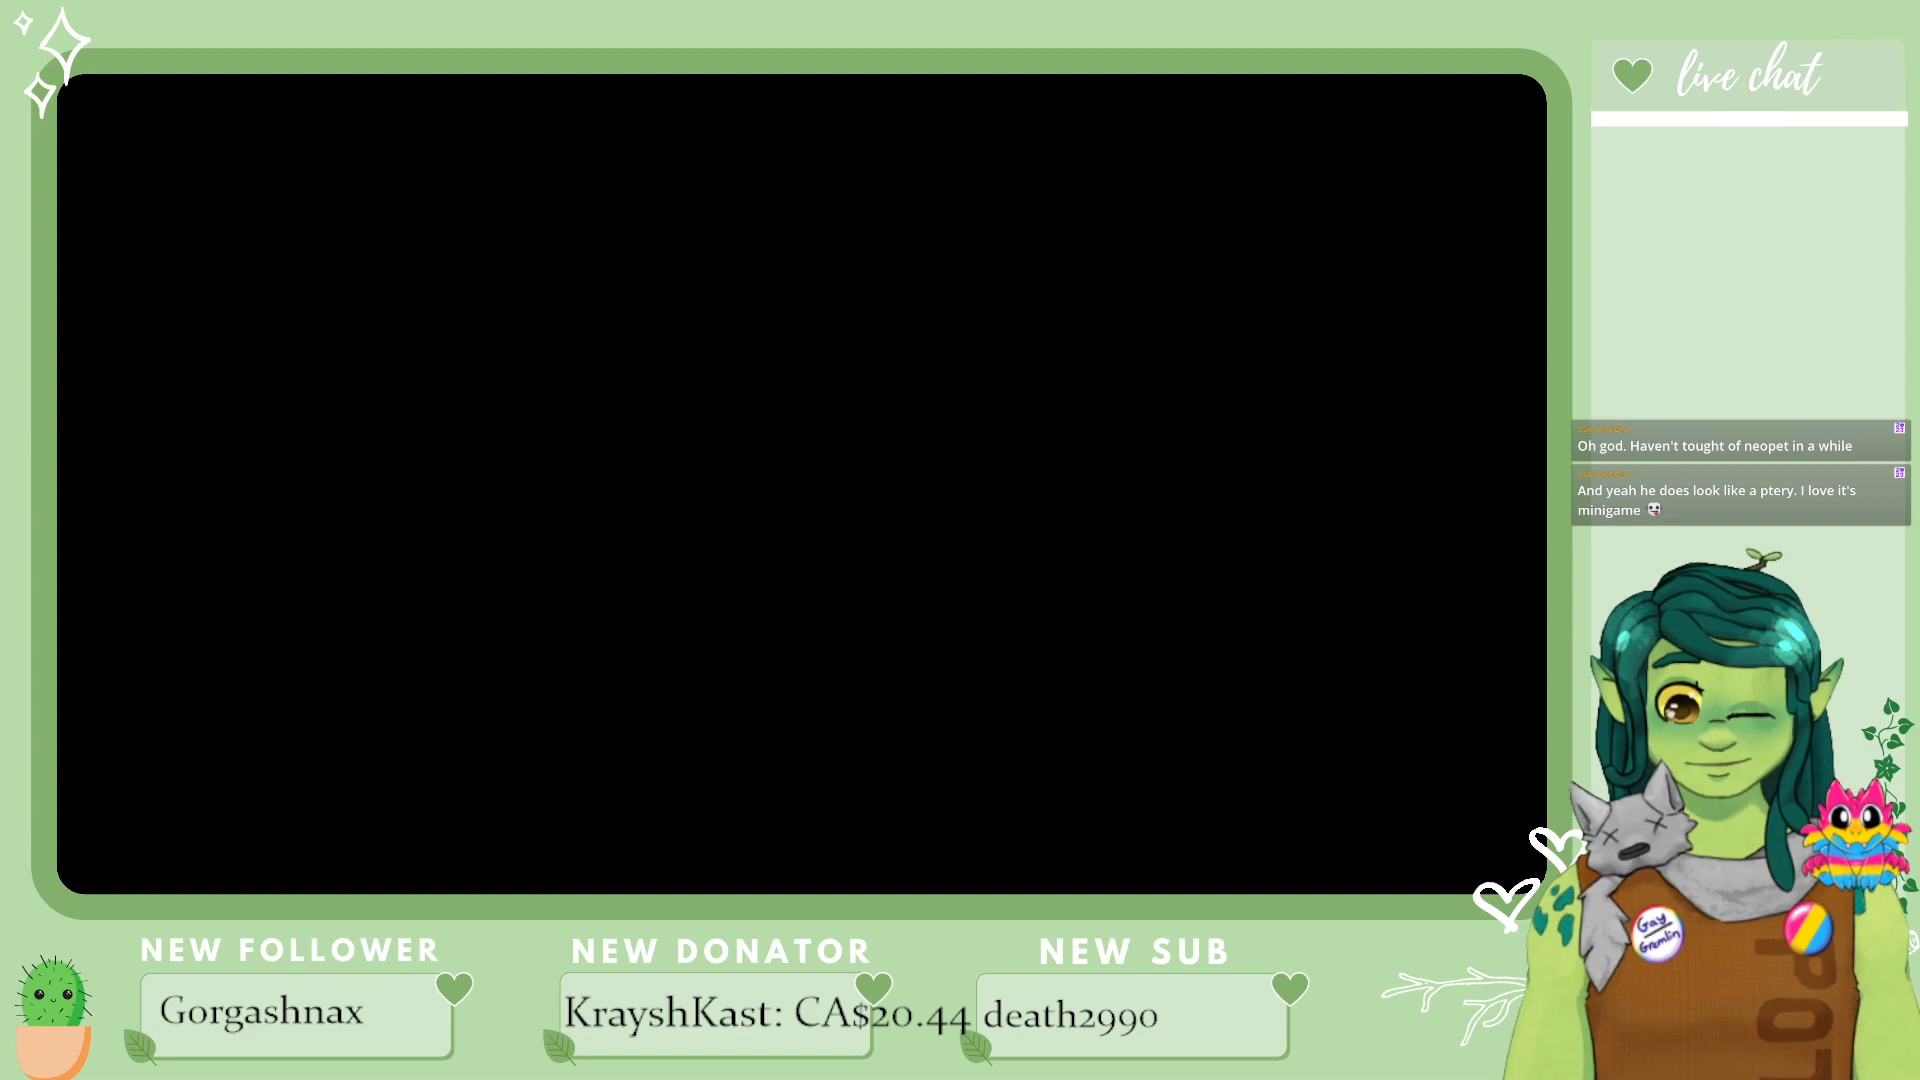 live chat
Oh god. Haven't tought of neopet in a while
And yeah he does look like a ptery. I love it's
minigame
Gay
Gremlin
NEW FOLLOWER
NEW DONATOR
NEW SUB
Gorgashnax
KrayshKast: CA$20.44
death2990